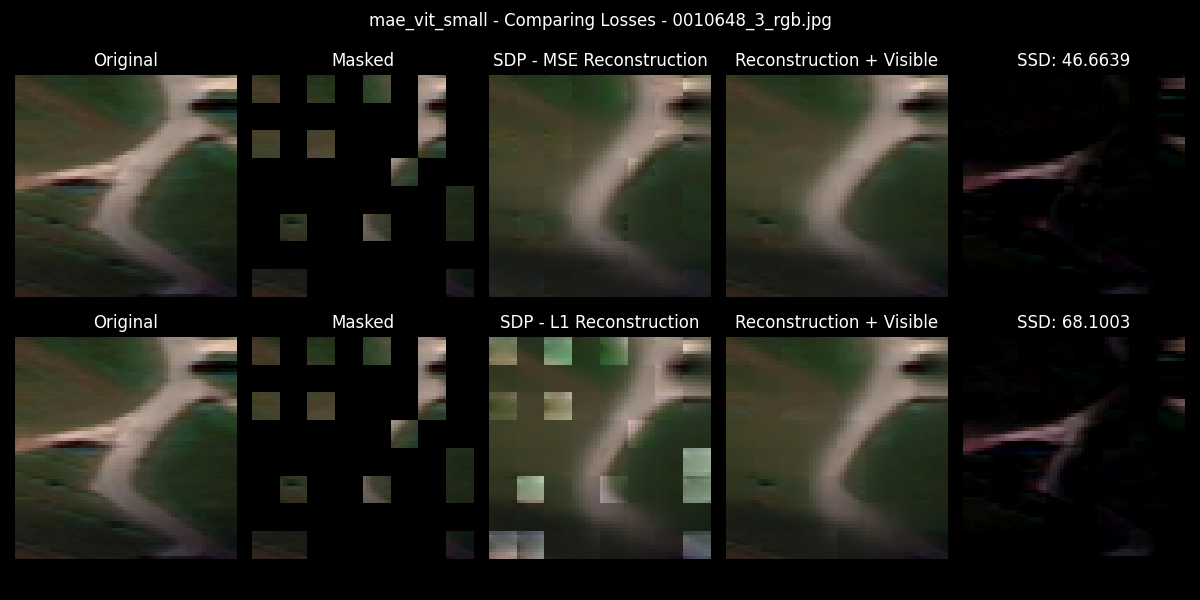 mae_vit_small - Comparing Losses - 0010648_3_rgb.jpg
Original
Masked
SDP - MSE Reconstruction
Reconstruction + Visible
SSD: 46.6639
Original
Masked
SDP - L1 Reconstruction
Reconstruction + Visible
SSD: 68.1003